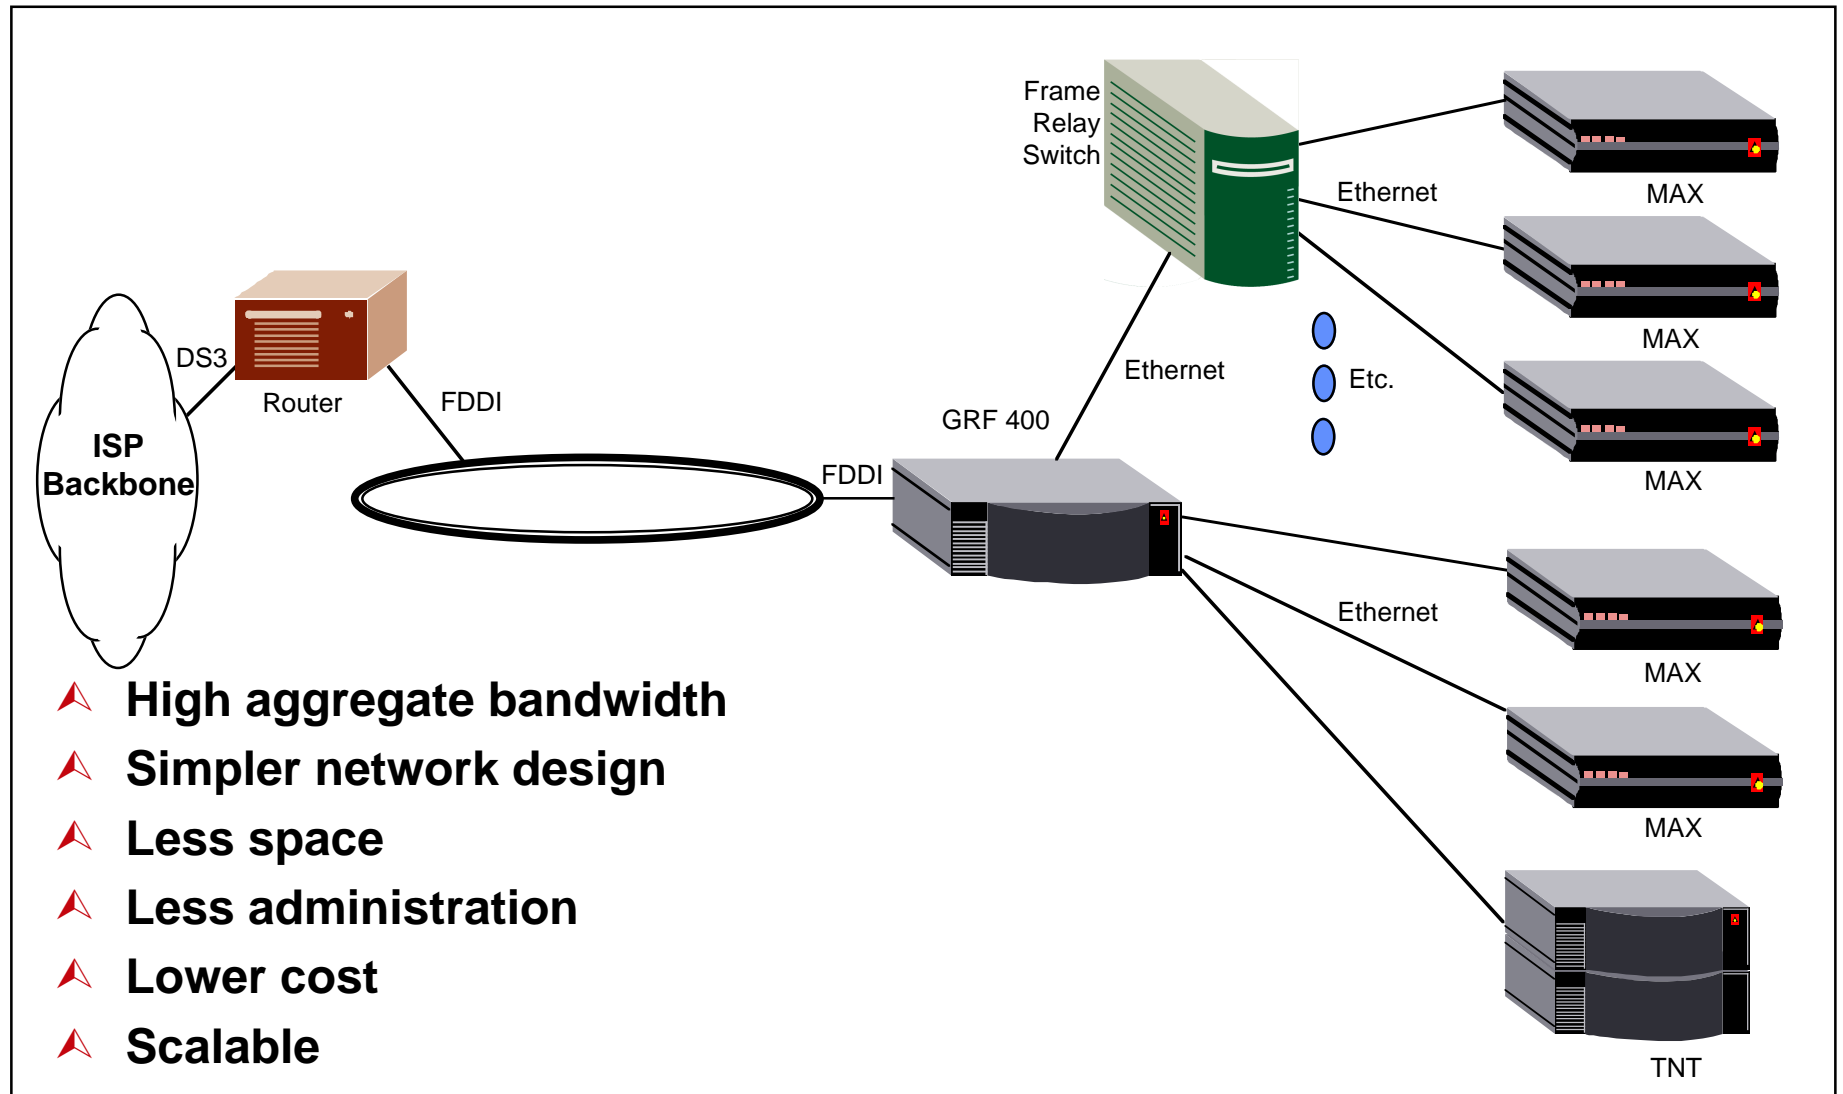 Frame
Relay
Switch
Ethernet
MAX
MAX
DS3
Router
FDDI
Ethernet
Etc.
GRF 400
ISP
Backbone
FDDI
MAX
Ethernet
MAX
High aggregate bandwidth
Simpler network design
MAX
Less space
Less administration
Lower cost
Scalable
TNT